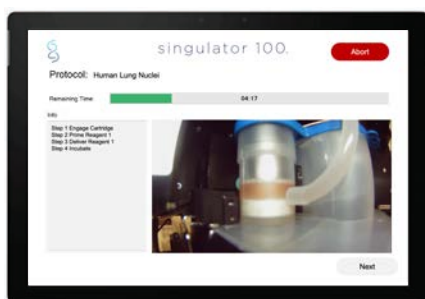 singulator 100.
Abort
Protocol: Human Lung Nuclei
Remaining Time
04:17
Info
Step 1 Engage Cartridge
Step 2 Prime Reagent 1
Step 3 Deliver Reagent 1
Step 4 Incubate
Next